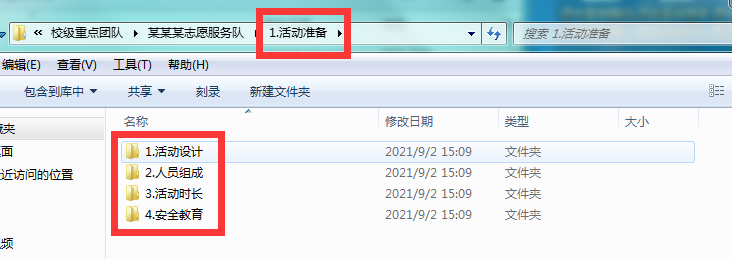 « 校级重点团队 ▸ 某某某志愿服务队 ▸ 1.活动准备 ▸ 搜索 1.活动准备
编辑(E) 查看(V) 工具(T) 帮助(H)
包含到库中 共享 刻录 新建文件夹
名称 修改日期 类型 大小
1.活动设计 2021/9/2 15:09 文件夹
2.人员组成 2021/9/2 15:09 文件夹
近访问的位置 3.活动时长 2021/9/2 15:09 文件夹
4.安全教育 2021/9/2 15:09 文件夹